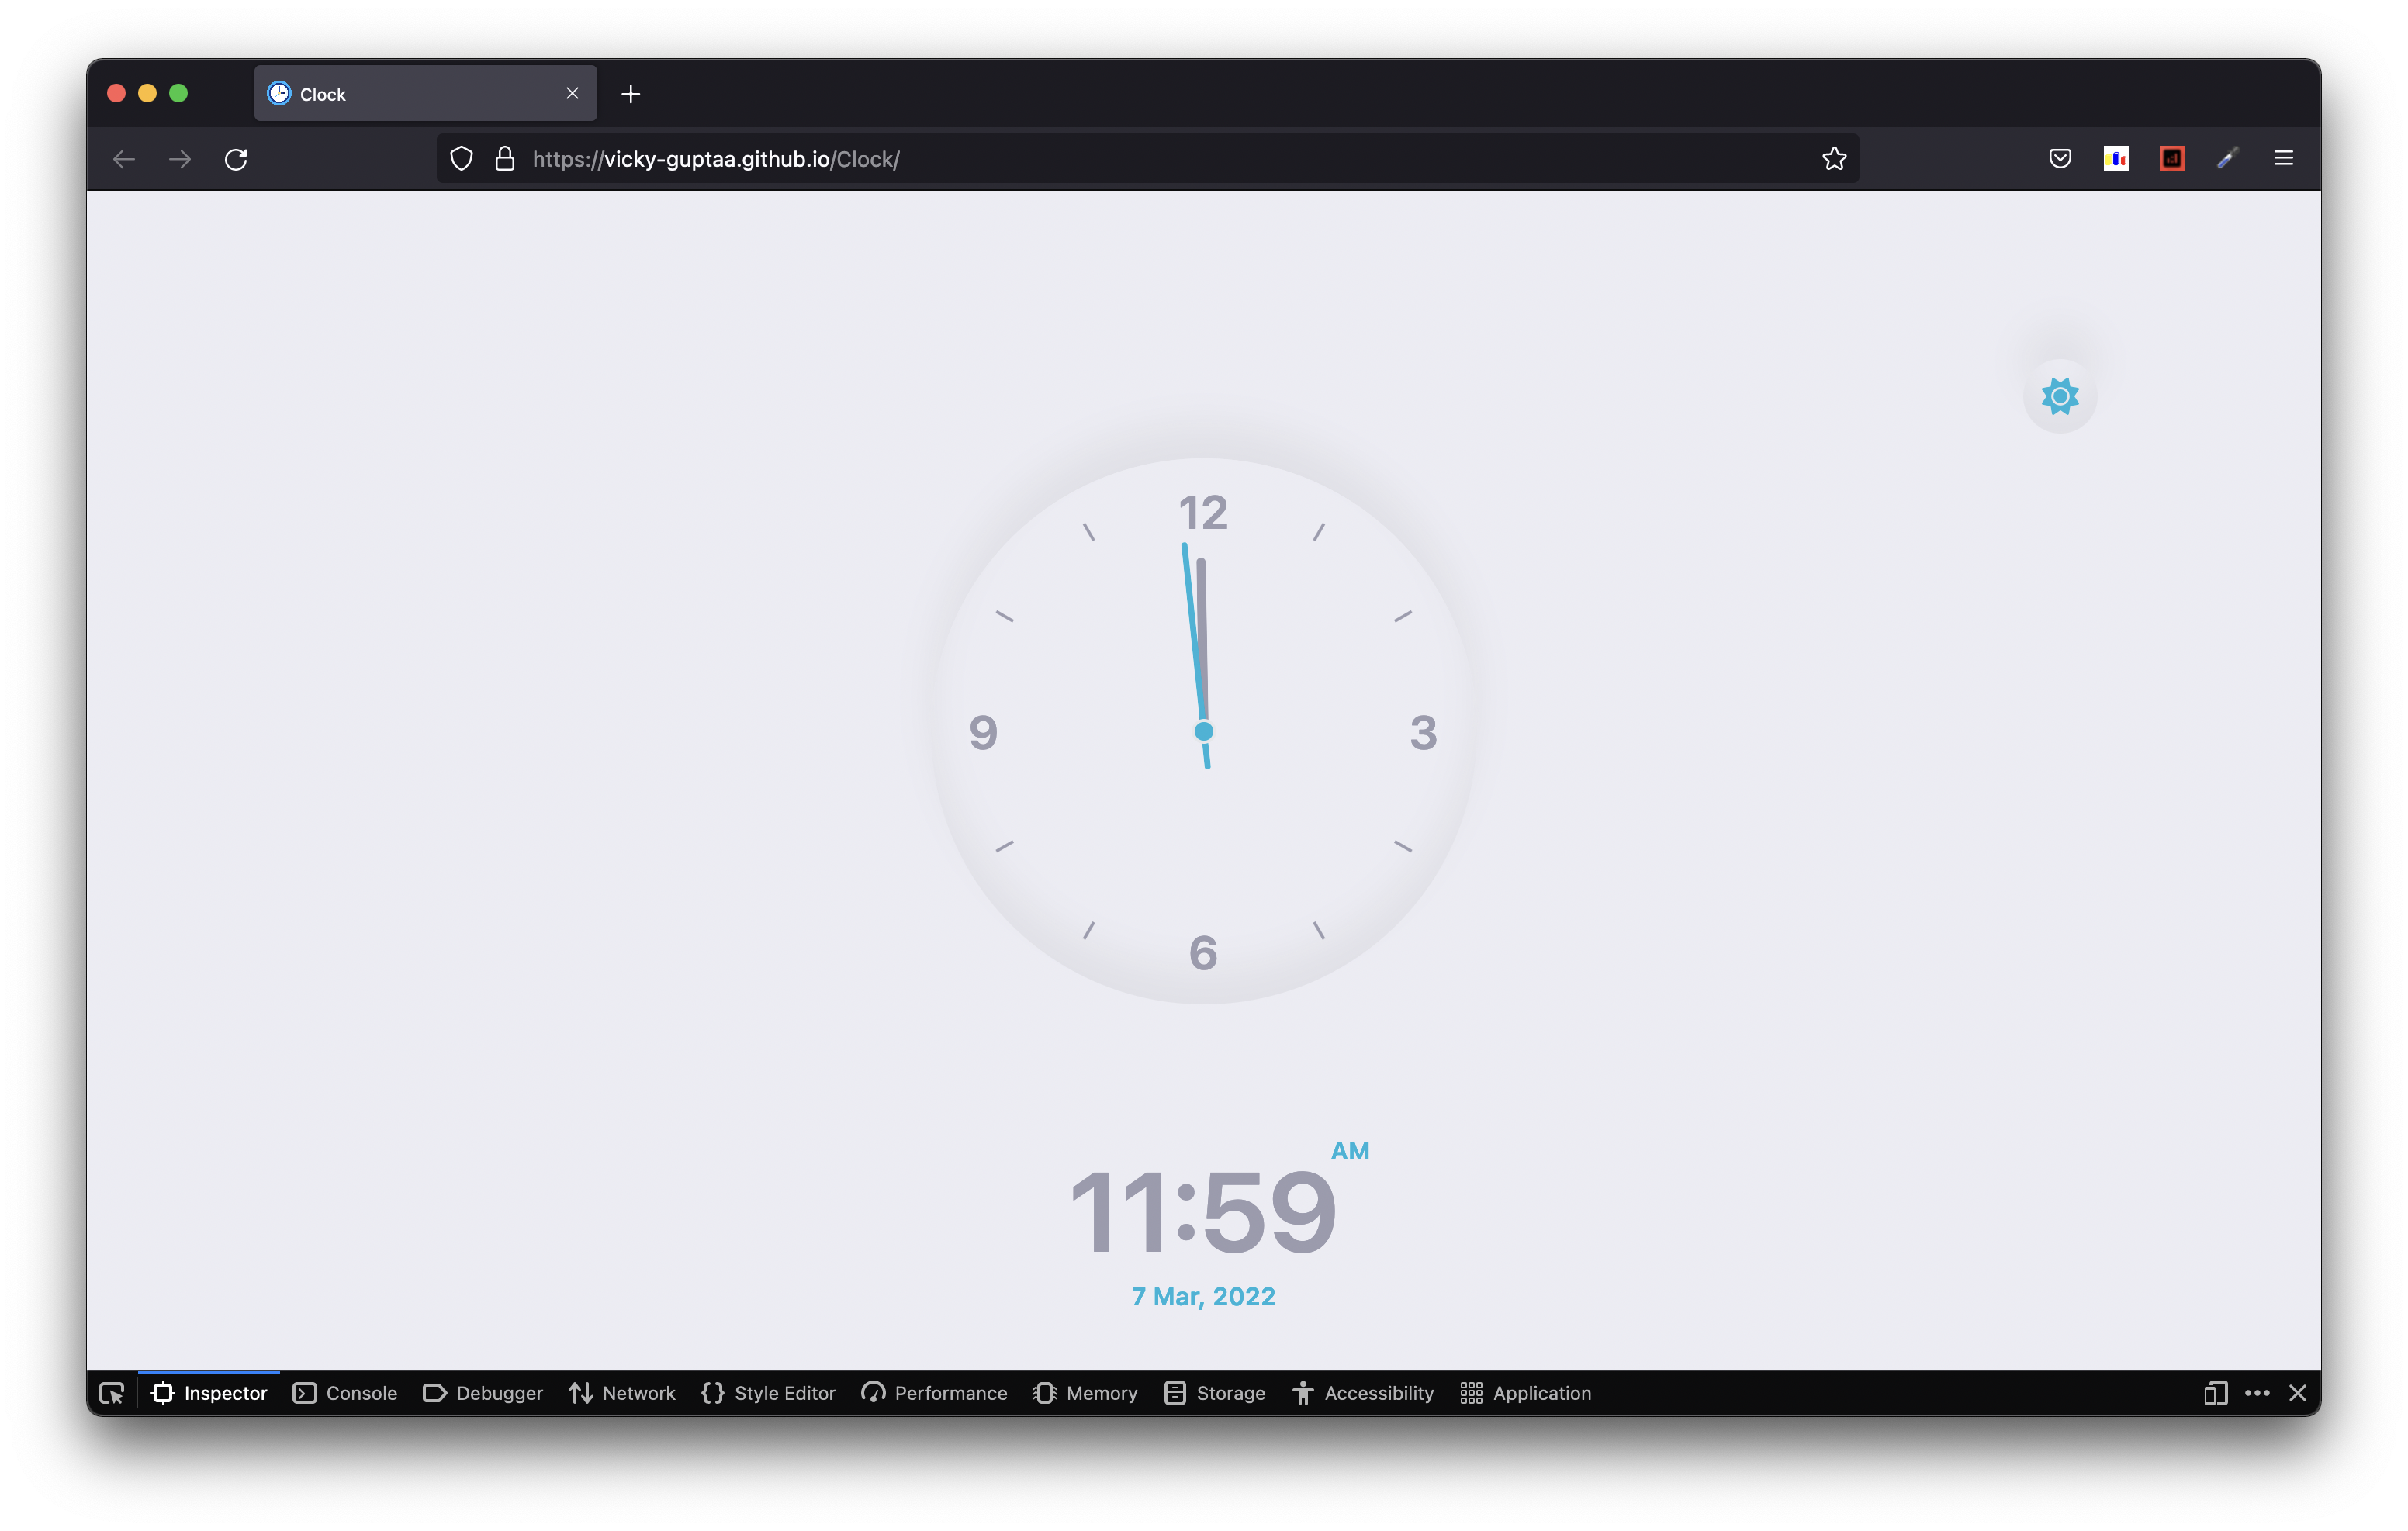 Clock
https://vicky-guptaa.github.io/Clock/
12
9
3
6
AM
11:59
7 Mar, 2022
Inspector Console Debugger Network Style Editor Performance Memory Storage Accessibility Application